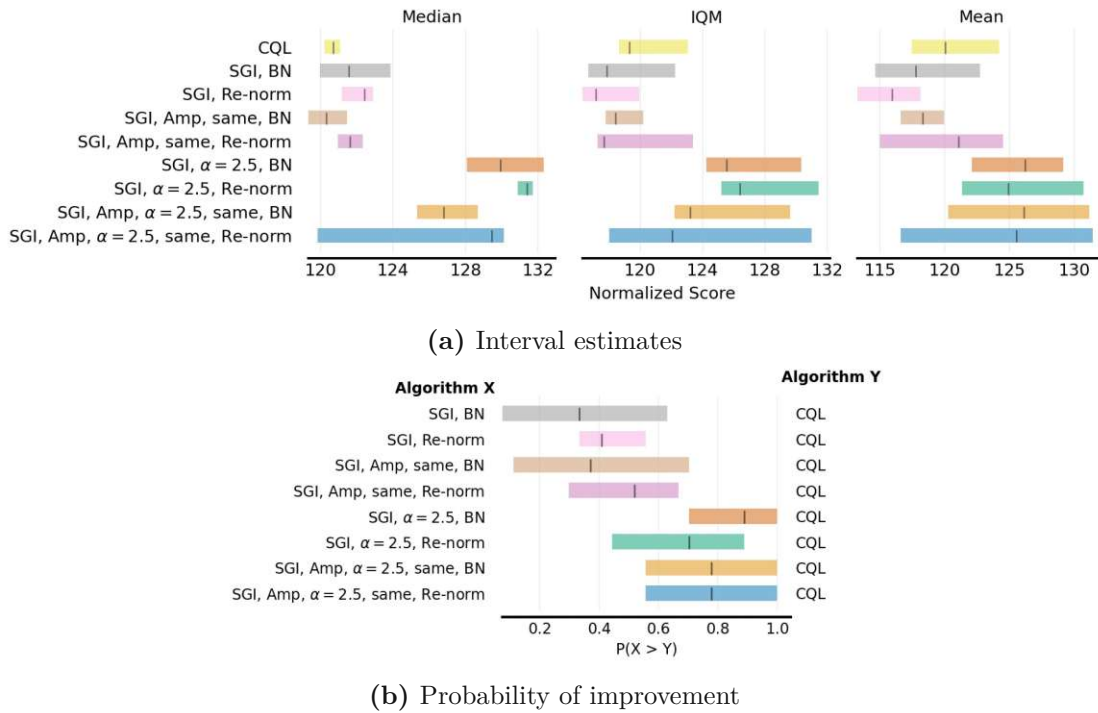 Median IQM Mean
CQL
SGI, BN
SGI, Re-norm
SGI, Amp, same, BN
SGI, Amp, same, Re-norm
SGI, α = 2.5, BN
SGI, α = 2.5, Re-norm
SGI, Amp, α = 2.5, same, BN
SGI, Amp, α = 2.5, same, Re-norm
120 124 128 132 120 124 128 132 115 120 125 130
Normalized Score
(a) Interval estimates
Algorithm X Algorithm Y
SGI, BN CQL
SGI, Re-norm CQL
SGI, Amp, same, BN CQL
SGI, Amp, same, Re-norm CQL
SGI, α = 2.5, BN CQL
SGI, α = 2.5, Re-norm CQL
SGI, Amp, α = 2.5, same, BN CQL
SGI, Amp, α = 2.5, same, Re-norm CQL
0.2 0.4 0.6 0.8 1.0
P(X > Y)
(b) Probability of improvement